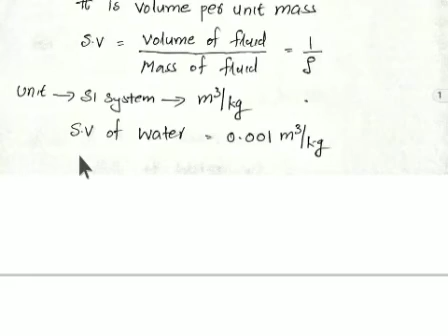 It is volume per unit mass
S.V = Volume of fluid / Mass of fluid = 1/ρ
Unit → SI System → m³/kg
S.V of Water = 0.001 m³/kg
1